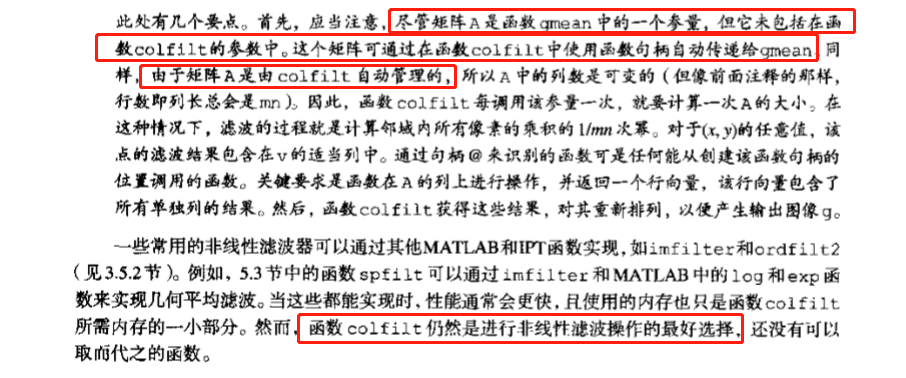 此处有几个要点。首先，应当注意，尽管矩阵A是函数gmean中的一个参量，但它未包括在函
数colfilt的参数中。这个矩阵可通过在函数colfilt中使用函数句柄自动传递给gmean 同
样，由于矩阵A是由colfilt自动管理的，所以A中的列数是可变的（但像前面注释的那样，
行数即列长总会是mn）。因此，函数colfilt每调用该参量一次，就要计算一次A的大小。在
这种情况下，滤波的过程就是计算邻域内所有像素的乘积的1/mn次幂。对于(x, y)的任意值，该
点的滤波结果包含在v的适当列中。通过句柄@来识别的函数可是任何能从创建该函数句柄的
位置调用的函数。关键要求是函数在A的列上进行操作，并返回一个行向量，该行向量包含了
所有单独列的结果。然后，函数colfilt获得这些结果，对其重新排列，以便产生输出图像g。
一些常用的非线性滤波器可以通过其他MATLAB和IPT函数实现，如imfilter和ordfilt2
（见3.5.2节）。例如，5.3节中的函数spfilt可以通过imfilter和MATLAB中的log和exp函
数来实现几何平均滤波。当这些都能实现时，性能通常会更快，且使用的内存也只是函数colfilt
所需内存的一小部分。然而，函数colfilt仍然是进行非线性滤波操作的最好选择，还没有可以
取而代之的函数。